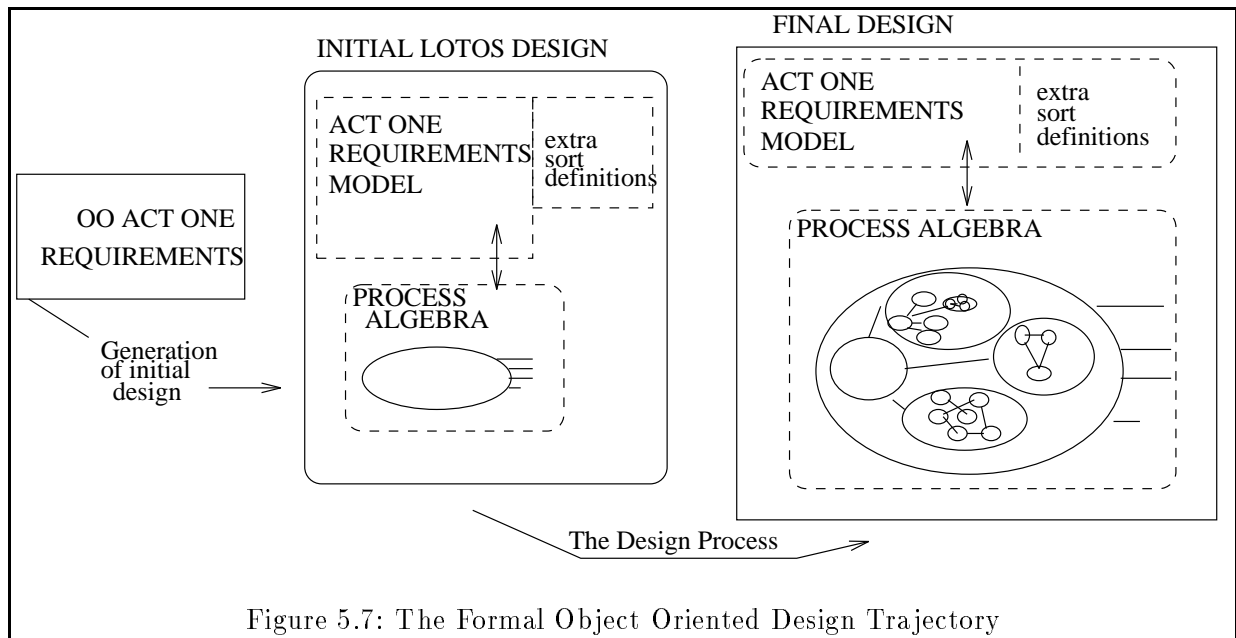 OO ACT ONE
REQUIREMENTS
Generation
of initial
design
INITIAL LOTOS DESIGN
ACT ONE
REQUIREMENTS
MODEL
extra
sort
definitions
PROCESS
ALGEBRA
The Design Process
FINAL DESIGN
ACT ONE
REQUIREMENTS
MODEL
extra
sort
definitions
PROCESS ALGEBRA
Figure 5.7: The Formal Object Oriented Design Trajectory